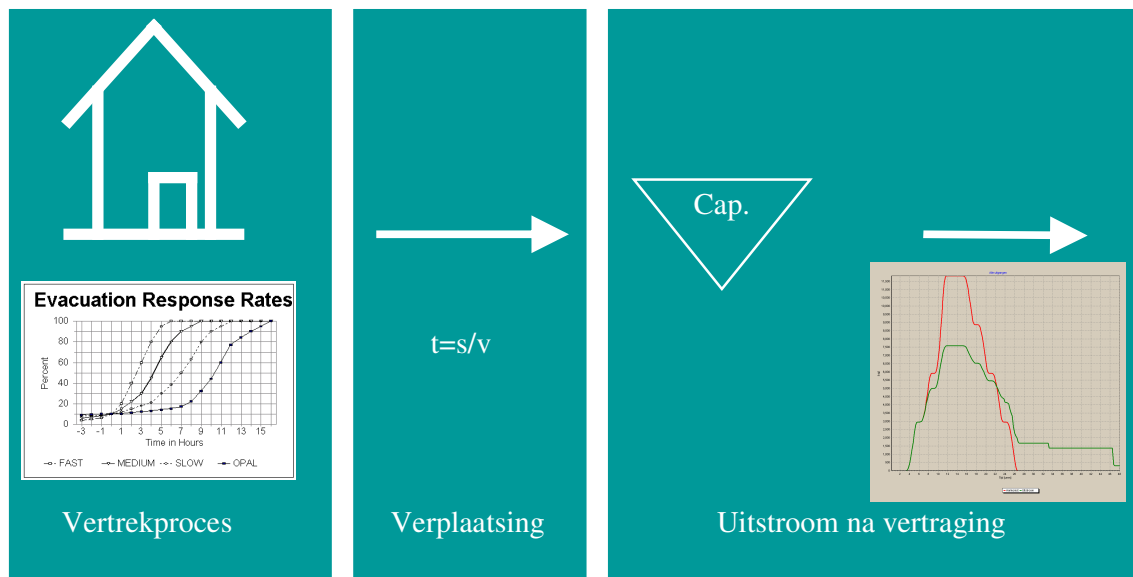 Evacuation Response Rates
Percent
100
80
60
40
20
0
-3 -1 1 3 5 7 9 11 13 15
Time in Hours
FAST MEDIUM SLOW OPAL
Vertrekproces
t=s/v
Verplaatsing
Cap.
Uitstroom na vertraging